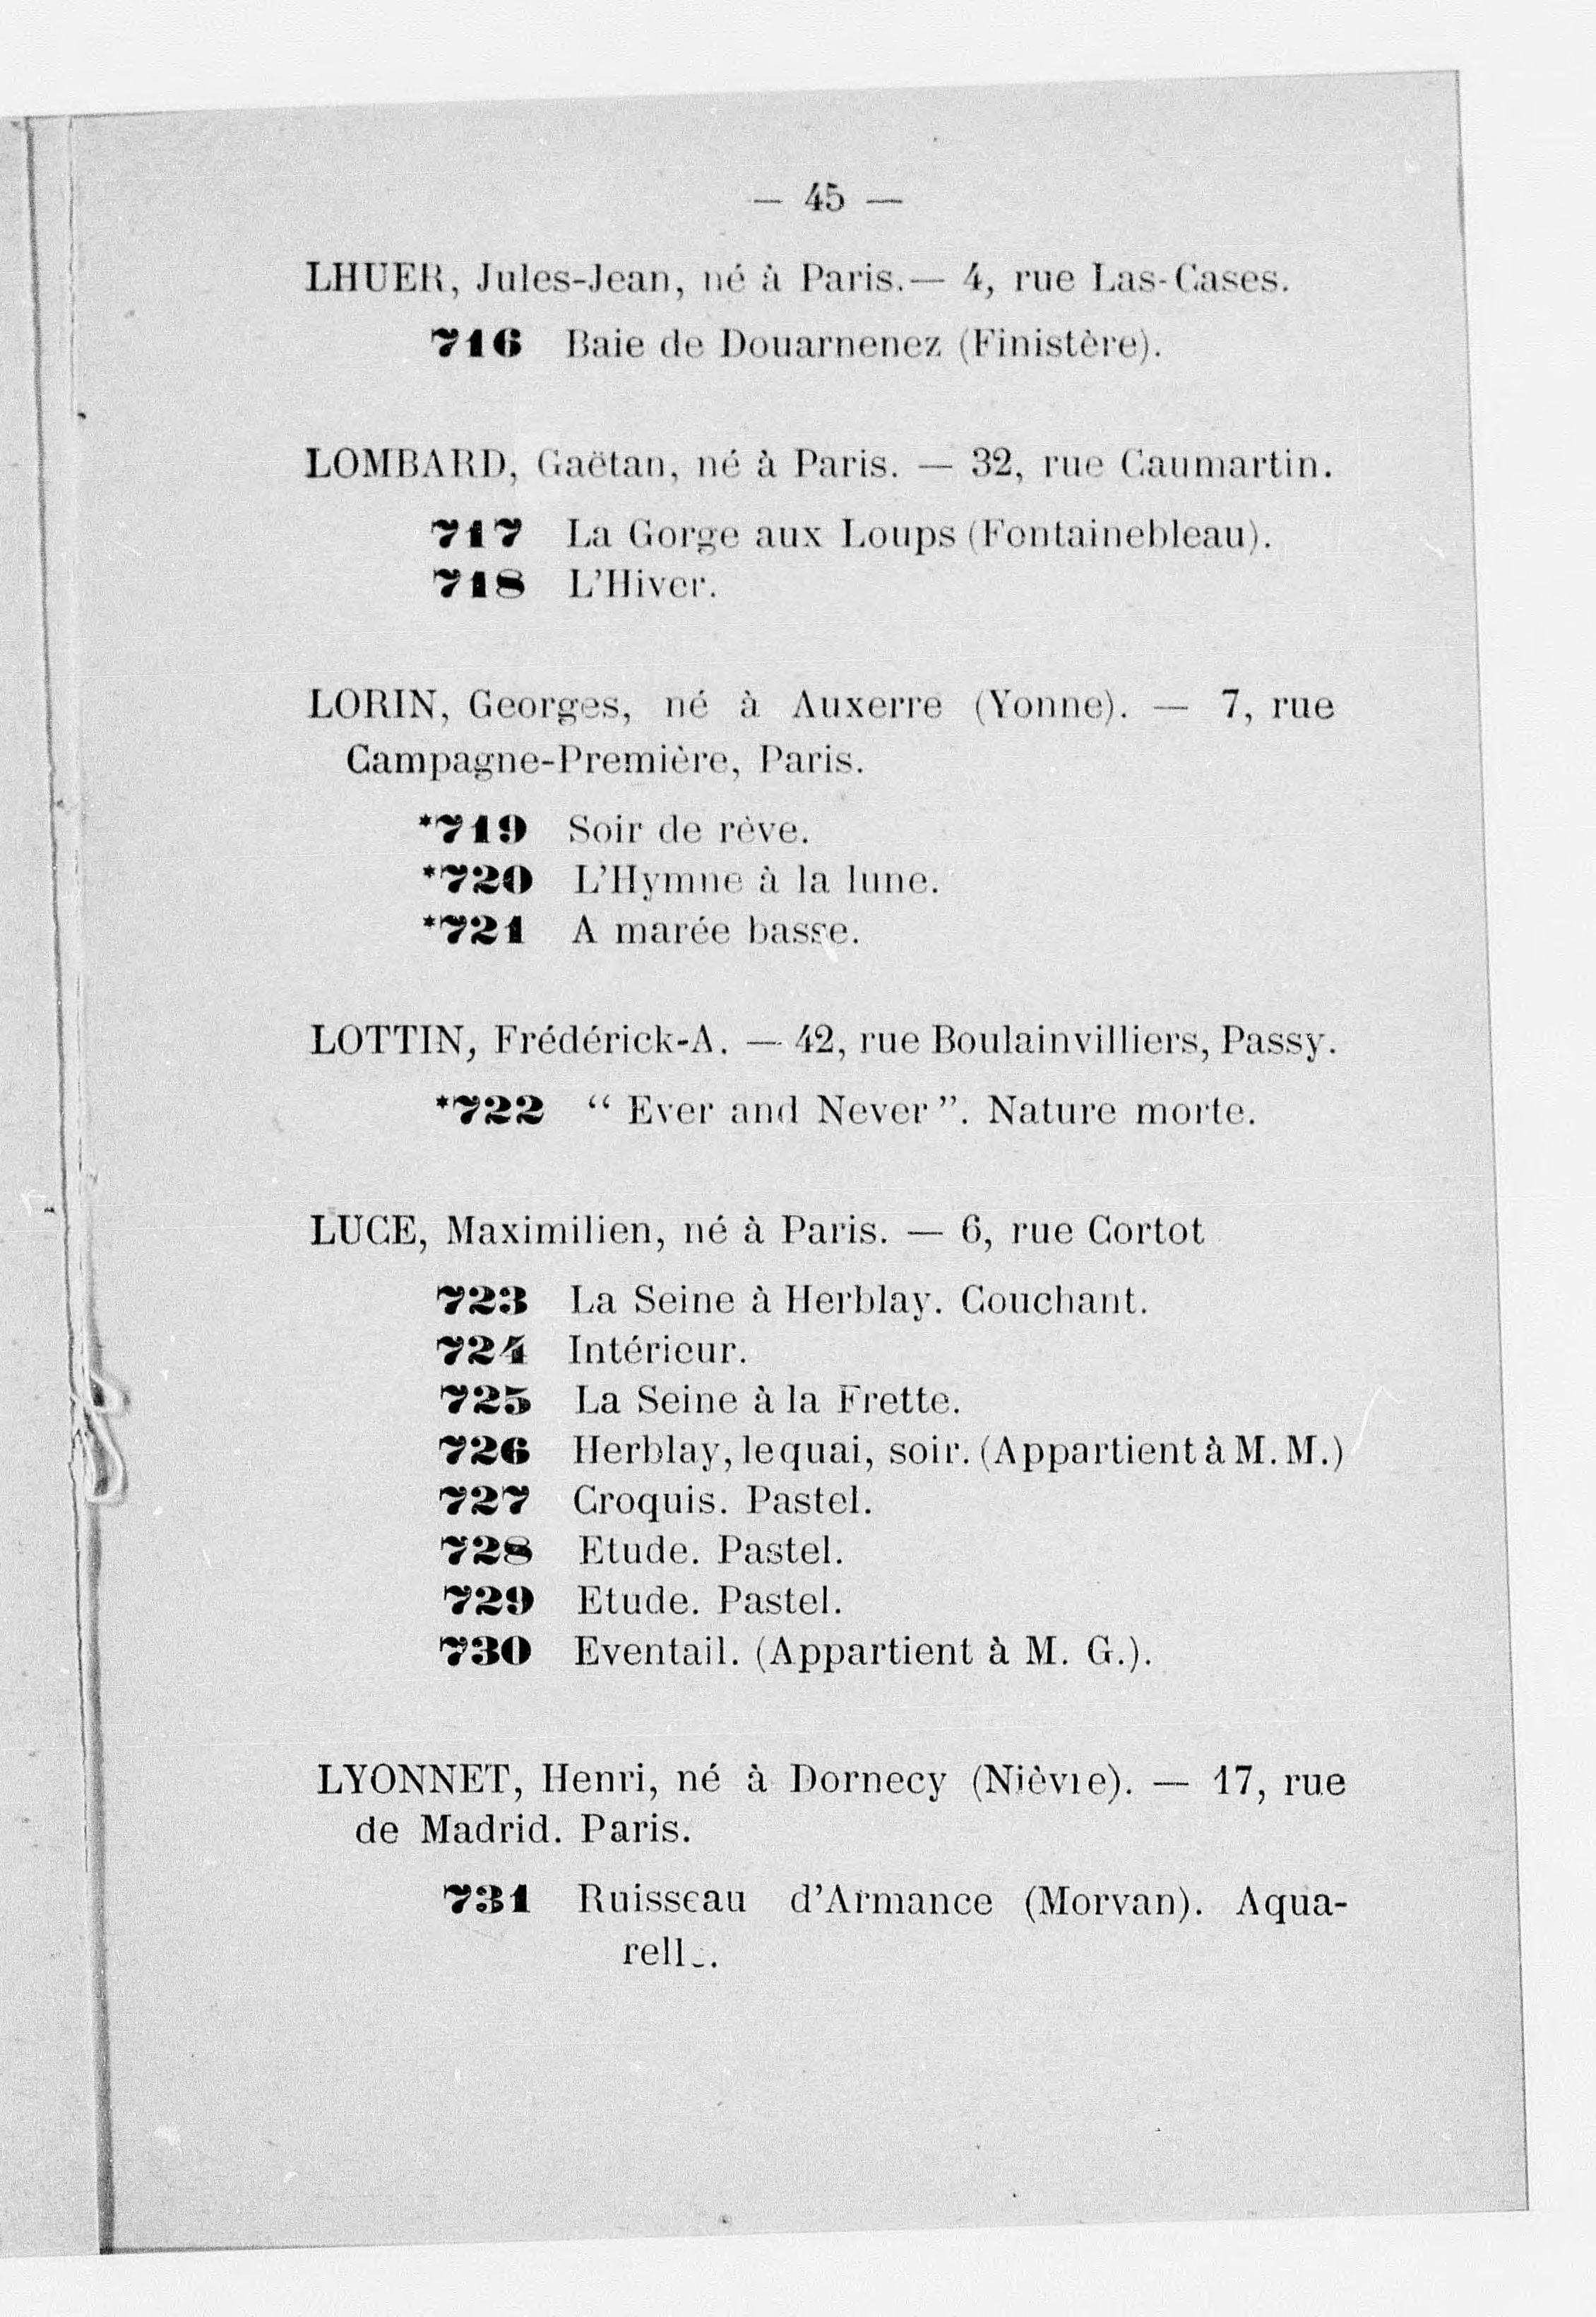 — 45 —
LHUER, Jules-Jean, né à Paris.— 4, rue Las-Cases.
716 Baie de Douarnenez (Finistère).
LOMBARD, Gaëtan, né à Paris. — 32, rue Caumartin.
717 La Gorge aux Loups (Fontainebleau).
718 L'Hiver.
LORIN, Georges, né à Auxerre (Yonne). — 7, rue
Campagne-Première, Paris.
*719 Soir de rêve.
*720 L'Hymne à la lune.
*721 A marée basse.
LOTTIN, Frédérick-A. — 42, rue Boulainvilliers, Passy.
*722 “ Ever and Never ”. Nature morte.
LUCE, Maximilien, né à Paris. — 6, rue Cortot
723 La Seine à Herblay. Couchant.
724 Intérieur.
725 La Seine à la Frette.
726 Herblay, le quai, soir. (Appartient à M. M.)
727 Croquis. Pastel.
728 Etude. Pastel.
729 Etude. Pastel.
730 Eventail. (Appartient à M. G.).
LYONNET, Henri, né à Dornecy (Nièvre). — 17, rue
de Madrid. Paris.
731 Ruisseau d'Armance (Morvan). Aqua-
relle.